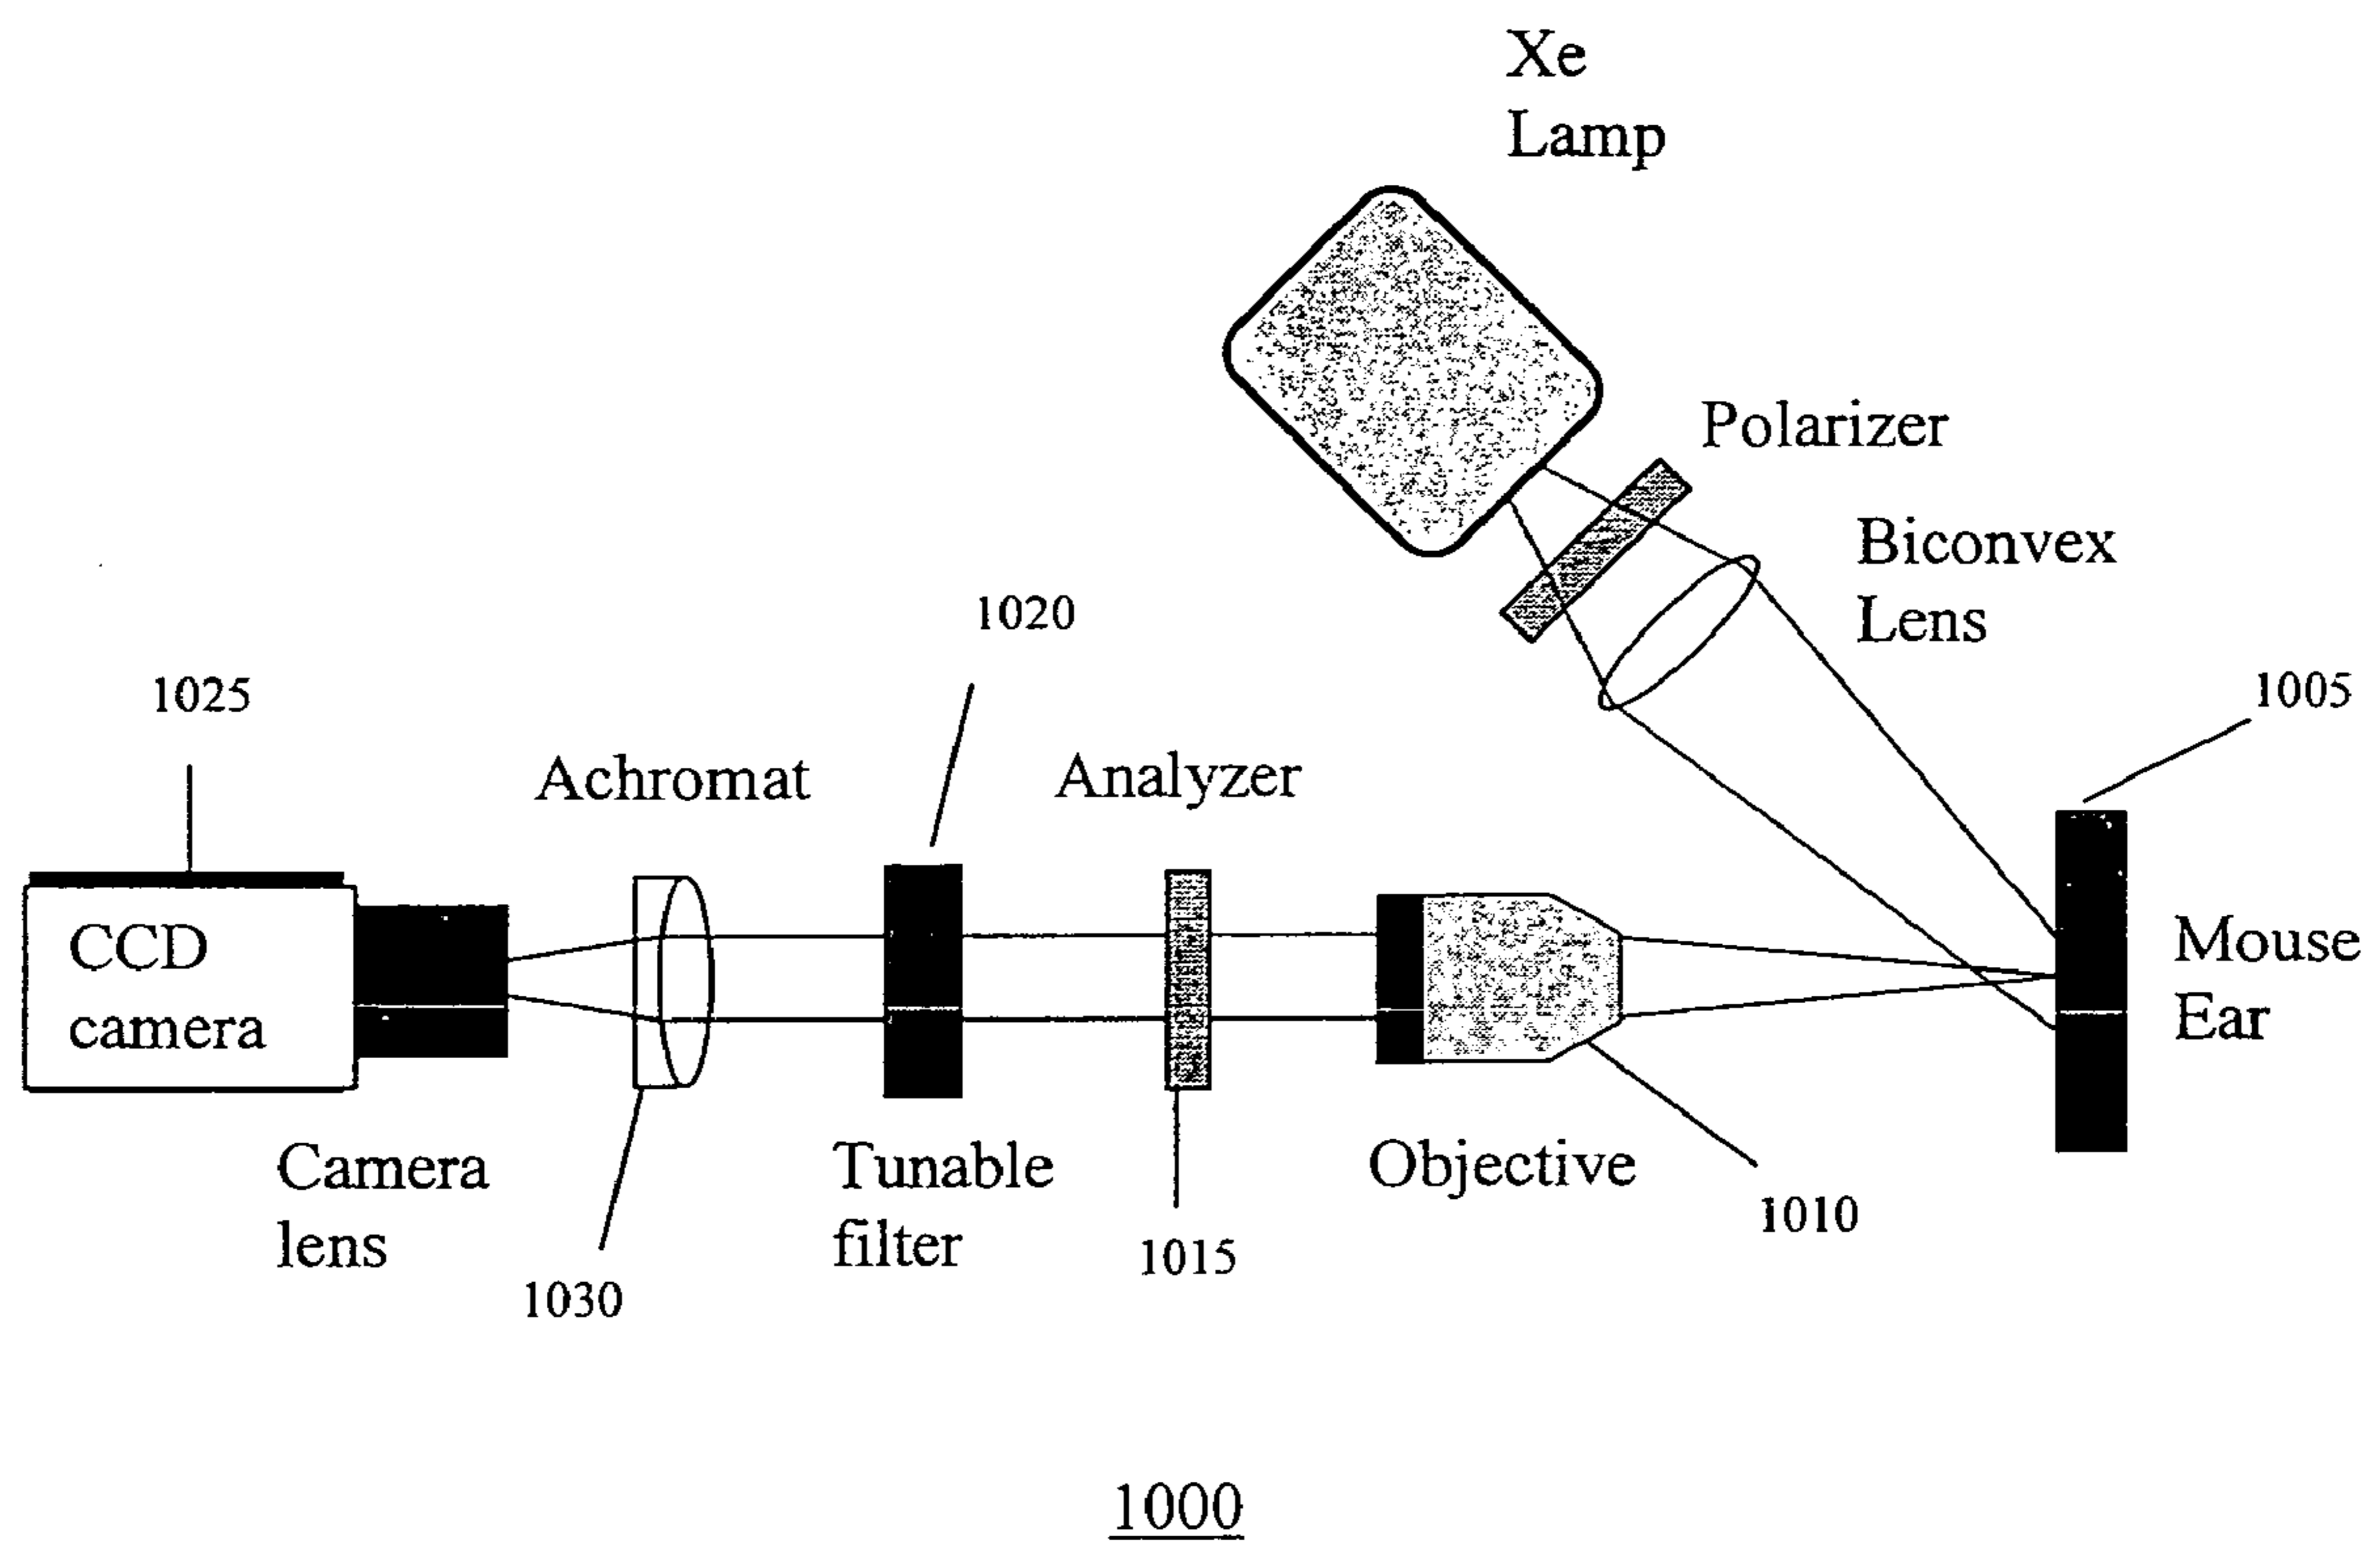 Xe
Lamp
Polarizer
Biconvex
Lens
1020
1025
1005
Achromat
Analyzer
CCD
camera
Mouse
Ear
Camera
lens
Tunable
filter
Objective
1010
1015
1030
1000